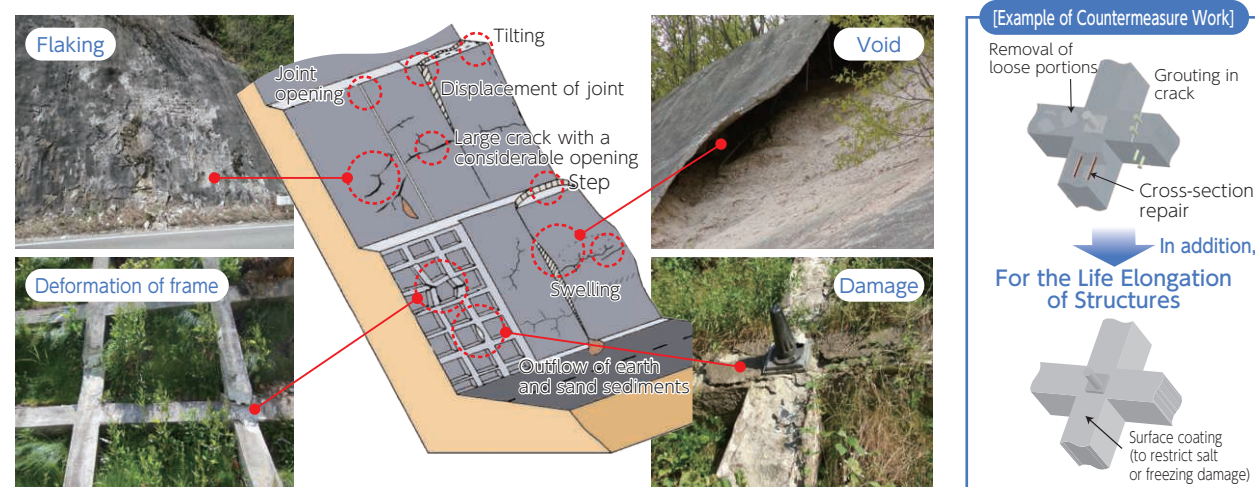 Flaking
Tilting
Joint
opening
Displacement of joint
Large crack with a
considerable opening
Step
Void
Deformation of frame
Swelling
Damage
Outflow of earth
and sand sediments
[Example of Countermeasure Work]
Removal of
loose portions
Grouting in
crack
Cross-section
repair
In addition,
For the Life Elongation
of Structures
Surface coating
(to restrict salt
or freezing damage)